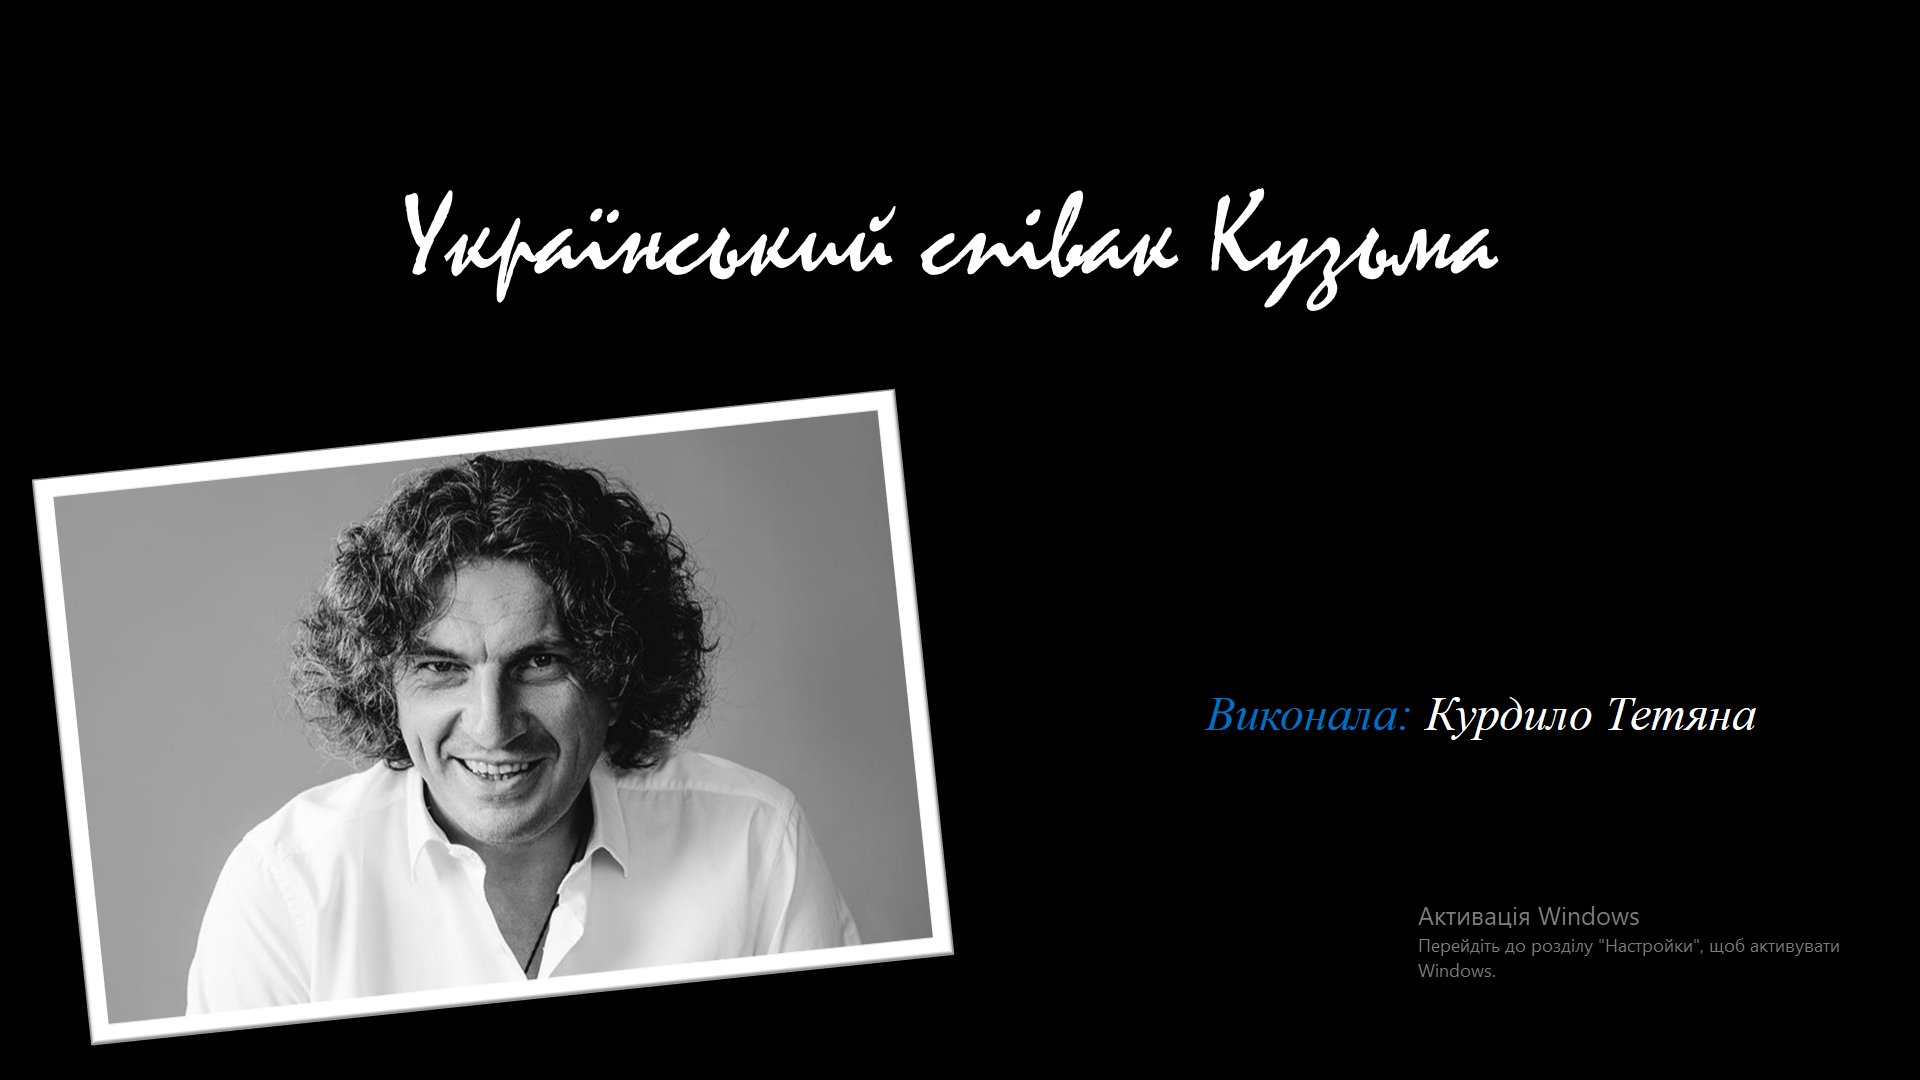 Український співак Кузьма
Виконала: Курдило Тетяна
Активація Windows
Перейдіть до розділу "Настройки", щоб активувати
Windows.